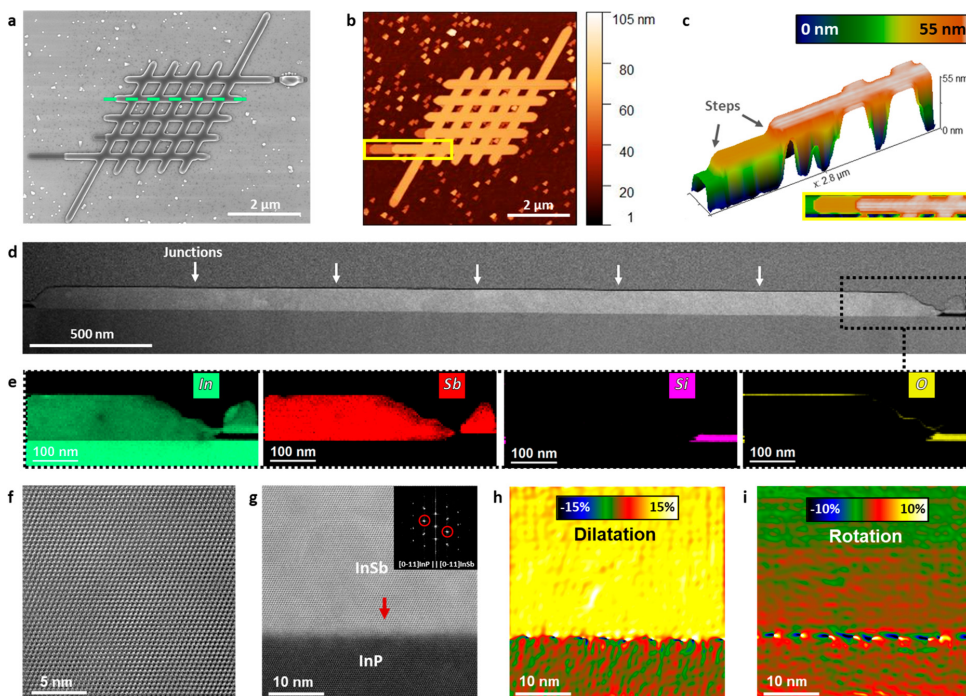 a
2 µm
b
105 nm
80
60
40
20
1
2 µm
c
0 nm
55 nm
Steps
55 nm
0 nm
x: 2.8 µm
d
Junctions
500 nm
e
In
100 nm
Sb
100 nm
Si
100 nm
O
100 nm
f
5 nm
g
[0-11]InP || [0-11]InSb
InSb
InP
10 nm
h
-15%
15%
Dilatation
10 nm
i
-10%
10%
Rotation
10 nm